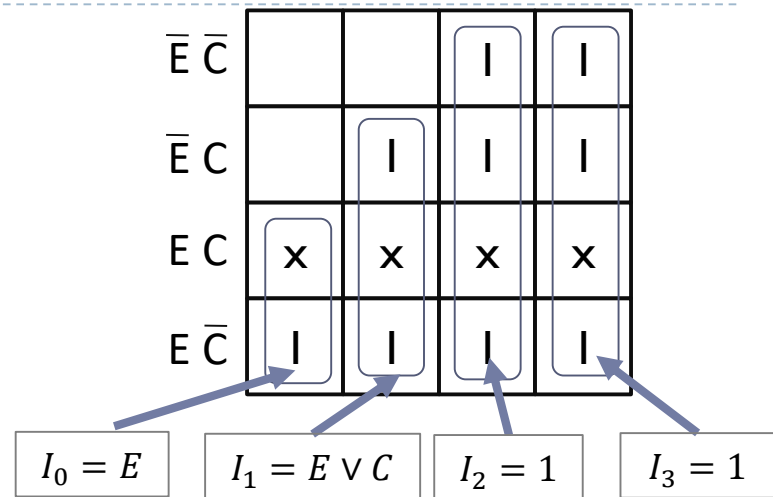 E̅ C̅ I I
E̅ C I I I
E C x x x x
E C̅ I I I I
I₀ = E I₁ = E ∨ C I₂ = 1 I₃ = 1